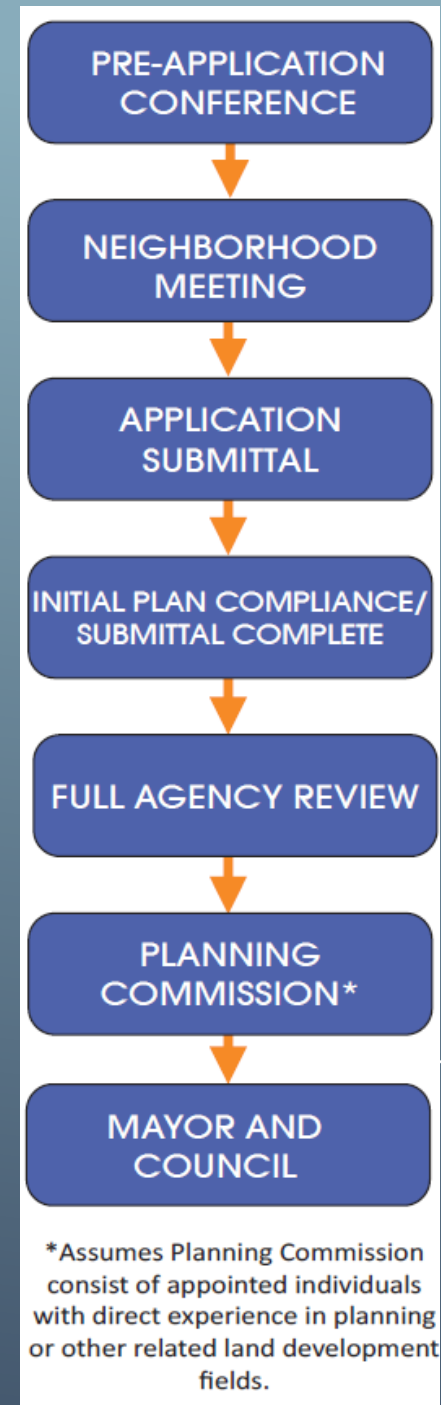 PRE-APPLICATION
CONFERENCE
NEIGHBORHOOD
MEETING
APPLICATION
SUBMITTAL
INITIAL PLAN COMPLIANCE/
SUBMITTAL COMPLETE
FULL AGENCY REVIEW
PLANNING
COMMISSION*
MAYOR AND
COUNCIL
*Assumes Planning Commission
consist of appointed individuals
with direct experience in planning
or other related land development
fields.